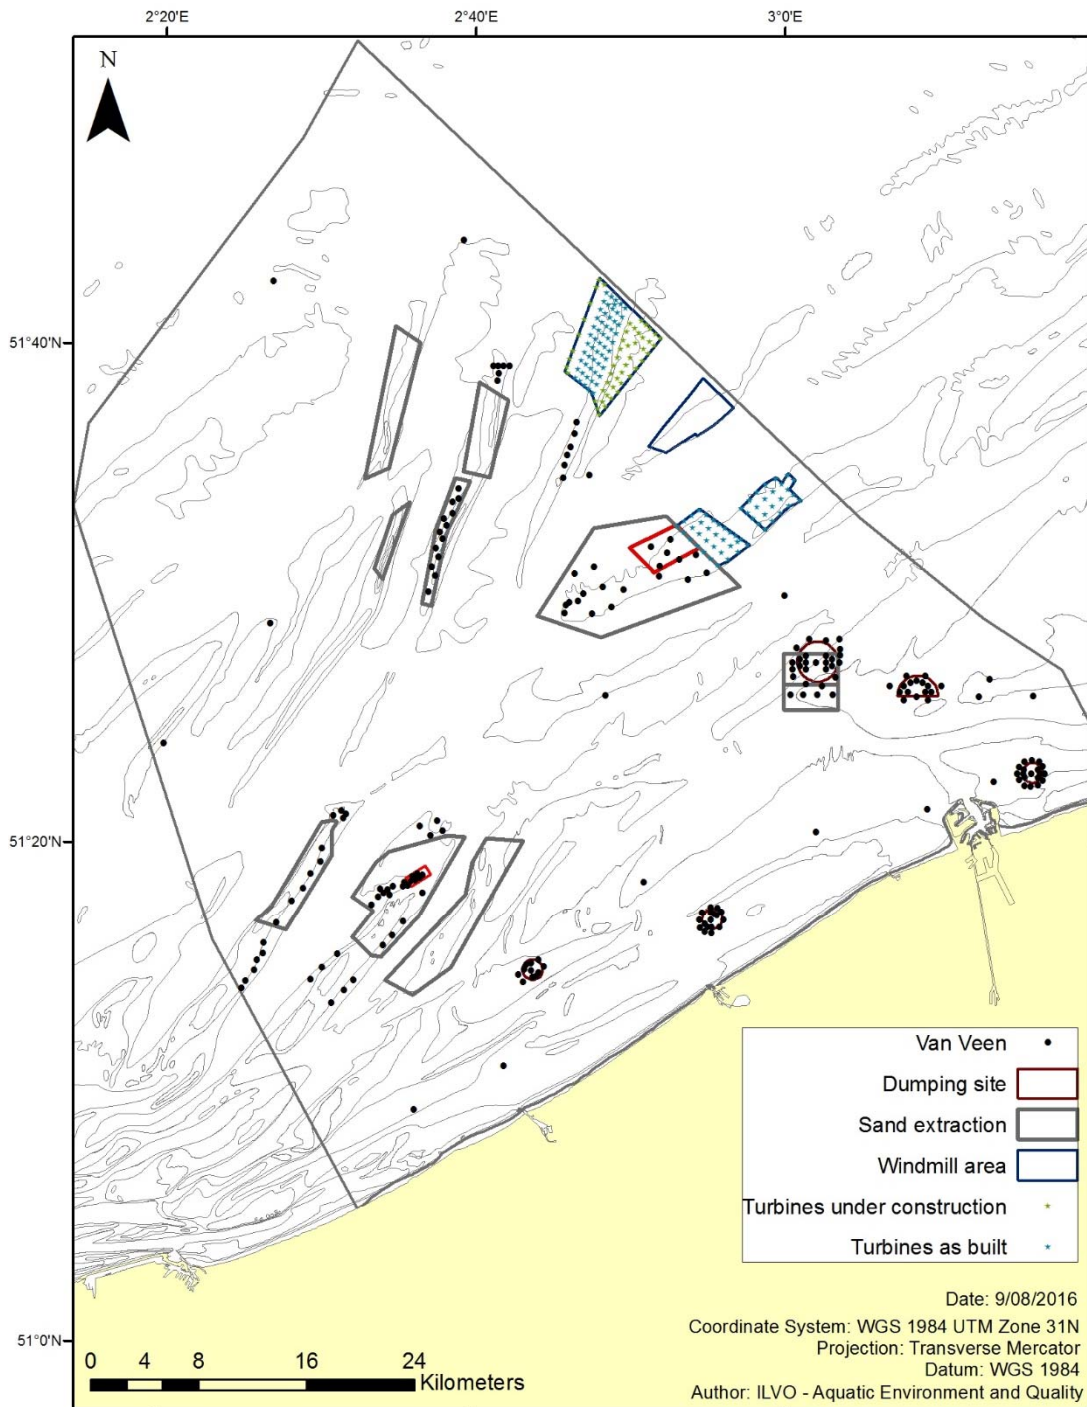 2°20'E 2°40'E 3°0'E
N
51°40'N
51°20'N
51°0'N
Van Veen
Dumping site
Sand extraction
Windmill area
Turbines under construction
Turbines as built
Date: 9/08/2016
Coordinate System: WGS 1984 UTM Zone 31N
Projection: Transverse Mercator
Datum: WGS 1984
Author: ILVO - Aquatic Environment and Quality
0 4 8 16 24
Kilometers